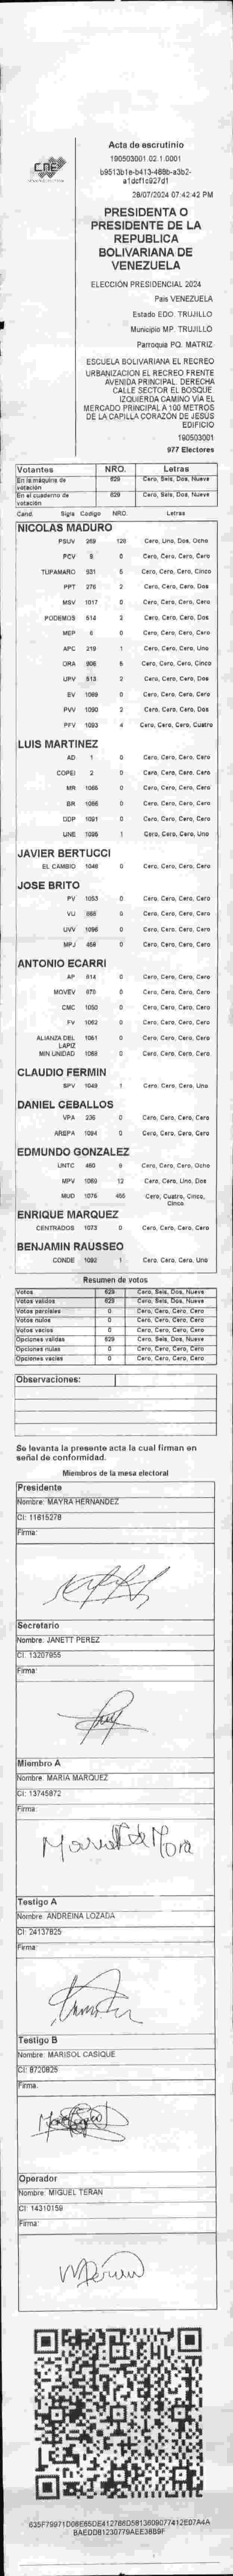 CNE
Acta de escrutinio
190503001.02.1.0001
b9513b1e-b413-488b-a3b2-
a1dcf1c927d1
28/07/2024 07:42:42 PM
PRESIDENTA O
PRESIDENTE DE LA
REPUBLICA
BOLIVARIANA DE
VENEZUELA
ELECCIÓN PRESIDENCIAL 2024
Pais VENEZUELA
Estado EDO. TRUJILLO
Municipio MP. TRUJILLO
Parroquia PQ. MATRIZ
ESCUELA BOLIVARIANA EL RECREO
URBANIZACION EL RECREO FRENTE
AVENIDA PRINCIPAL. DERECHA
CALLE SECTOR EL BOSQUE
IZQUIERDA CAMINO VÍA EL
MERCADO PRINCIPAL A 100 METROS
DE LA CAPILLA CORAZÓN DE JESÚS
EDIFICIO
190503001
977 Electores
Votantes NRO. Letras
En la máquina de votación 629 Cero, Seis, Dos, Nueve
En el cuaderno de votación 629 Cero, Seis, Dos, Nueve
Cand. Sigla Codigo NRO. Letras
NICOLAS MADURO
PSUV 269 128 Cero, Uno, Dos, Ocho
PCV 8 0 Cero, Cero, Cero, Cero
TUPAMARO 931 5 Cero, Cero, Cero, Cinco
PPT 276 2 Cero, Cero, Cero, Dos
MSV 1017 0 Cero, Cero, Cero, Cero
PODEMOS 514 2 Cero, Cero, Cero, Dos
MEP 6 0 Cero, Cero, Cero, Cero
APC 219 1 Cero, Cero, Cero, Uno
ORA 906 5 Cero, Cero, Cero, Cinco
UPV 513 2 Cero, Cero, Cero, Dos
EV 1089 0 Cero, Cero, Cero, Cero
PVV 1090 2 Cero, Cero, Cero, Dos
PFV 1093 4 Cero, Cero, Cero, Cuatro
LUIS MARTINEZ
AD 1 0 Cero, Cero, Cero, Cero
COPEI 2 0 Cero, Cero, Cero, Cero
MR 1065 0 Cero, Cero, Cero, Cero
BR 1066 0 Cero, Cero, Cero, Cero
DDP 1091 0 Cero, Cero, Cero, Cero
UNE 1095 1 Cero, Cero, Cero, Uno
JAVIER BERTUCCI
EL CAMBIO 1048 0 Cero, Cero, Cero, Cero
JOSE BRITO
PV 1053 0 Cero, Cero, Cero, Cero
VU 868 0 Cero, Cero, Cero, Cero
UVV 1096 0 Cero, Cero, Cero, Cero
MPJ 458 0 Cero, Cero, Cero, Cero
ANTONIO ECARRI
AP 814 0 Cero, Cero, Cero, Cero
MOVEV 970 0 Cero, Cero, Cero, Cero
CMC 1050 0 Cero, Cero, Cero, Cero
FV 1062 0 Cero, Cero, Cero, Cero
ALIANZA DEL LAPIZ 1061 0 Cero, Cero, Cero, Cero
MIN UNIDAD 1088 0 Cero, Cero, Cero, Cero
CLAUDIO FERMIN
SPV 1049 1 Cero, Cero, Cero, Uno
DANIEL CEBALLOS
VPA 236 0 Cero, Cero, Cero, Cero
AREPA 1094 0 Cero, Cero, Cero, Cero
EDMUNDO GONZALEZ
UNTC 460 8 Cero, Cero, Cero, Ocho
MPV 1069 12 Cero, Cero, Uno, Dos
MUD 1076 455 Cero, Cuatro, Cinco, Cinco
ENRIQUE MARQUEZ
CENTRADOS 1073 0 Cero, Cero, Cero, Cero
BENJAMIN RAUSSEO
CONDE 1092 1 Cero, Cero, Cero, Uno
Resumen de votos
Votos 629 Cero, Seis, Dos, Nueve
Votos validos 629 Cero, Seis, Dos, Nueve
Votos parciales 0 Cero, Cero, Cero, Cero
Votos nulos 0 Cero, Cero, Cero, Cero
Votos vacios 0 Cero, Cero, Cero, Cero
Opciones validas 629 Cero, Seis, Dos, Nueve
Opciones nulas 0 Cero, Cero, Cero, Cero
Opciones vacias 0 Cero, Cero, Cero, Cero
Observaciones:
Se levanta la presente acta la cual firman en
señal de conformidad.
Miembros de la mesa electoral
Presidente
Nombre: MAYRA HERNANDEZ
CI: 11615278
Firma:
Secretario
Nombre: JANETT PEREZ
CI: 13207955
Firma:
Miembro A
Nombre: MARIA MARQUEZ
CI: 13745872
Firma:
Testigo A
Nombre: ANDREINA LOZADA
CI: 24137825
Firma:
Testigo B
Nombre: MARISOL CASIQUE
CI: 8720825
Firma:
Operador
Nombre: MIGUEL TERAN
CI: 14310159
Firma: